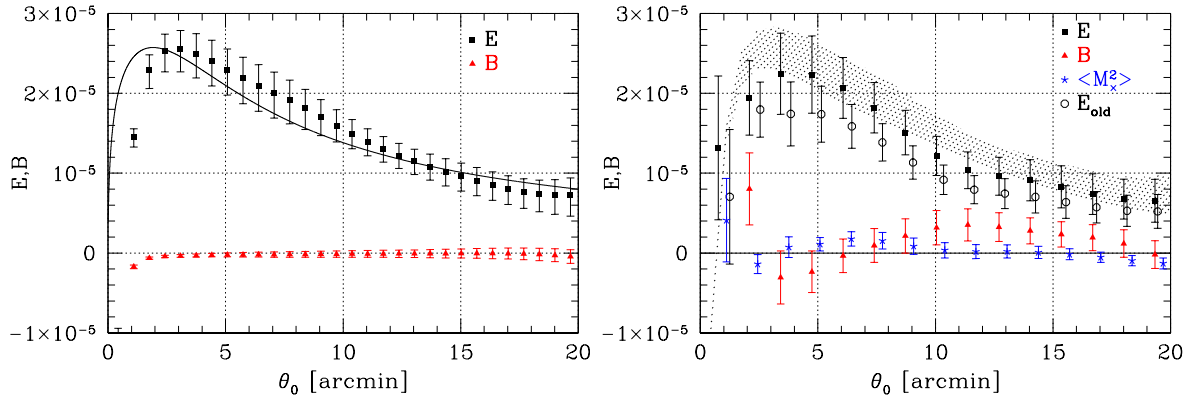 3×10⁻⁵
2×10⁻⁵
10⁻⁵
0
−1×10⁻⁵
E,B
0
5
10
15
20
θ₀ [arcmin]
E
B
3×10⁻⁵
2×10⁻⁵
10⁻⁵
0
−1×10⁻⁵
E,B
0
5
10
15
20
θ₀ [arcmin]
E
B
<M²ₓ>
E_old